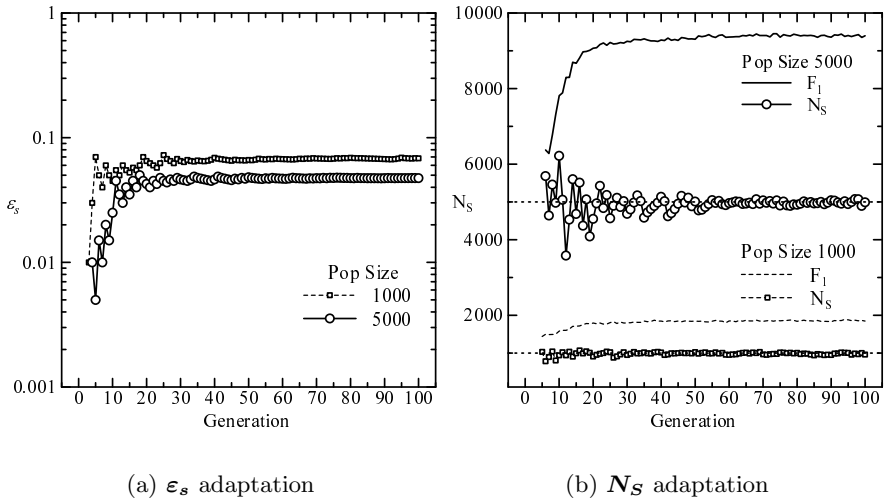 1
0.1
0.01
0.001
ε_s
0 10 20 30 40 50 60 70 80 90 100
Generation
Pop Size
1000
5000
(a) ε_s adaptation
10000
8000
6000
4000
2000
N_S
0 10 20 30 40 50 60 70 80 90 100
Generation
Pop Size 5000
F_1
N_S
Pop Size 1000
F_1
N_S
(b) N_S adaptation